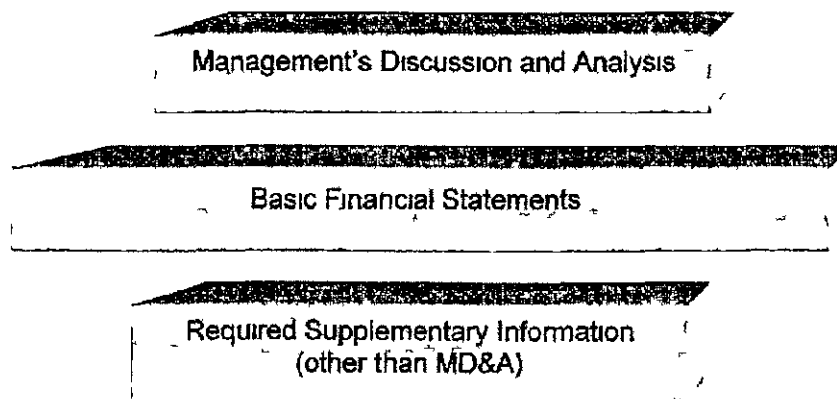 Management's Discussion and Analysis
Basic Financial Statements
Required Supplementary Information
(other than MD&A)